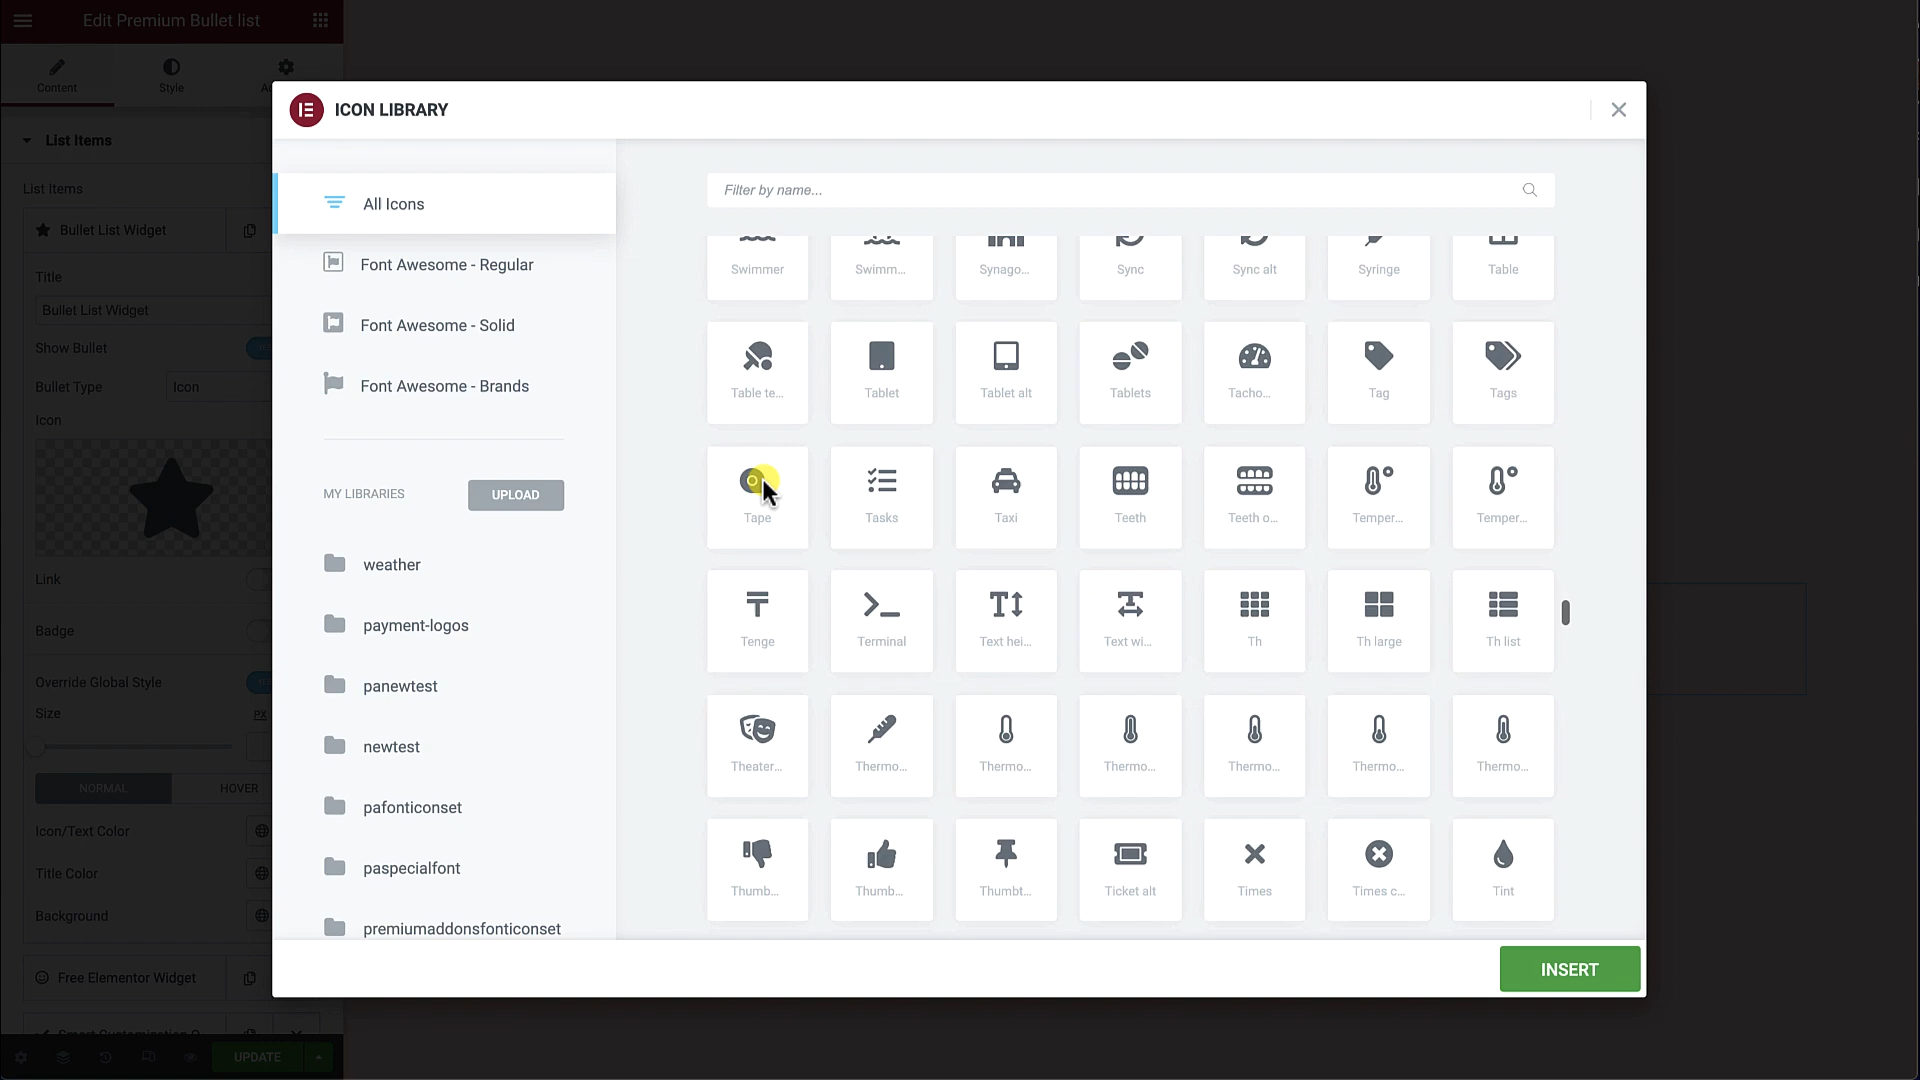 Edit Premium Bullet list
Content
Style
List Items
List Items
Bullet List Widget
Title
Bullet List Widget
Show Bullet
Bullet Type
Icon
Icon
Link
Badge
Override Global Style
Size
PX
NORMAL
HOVER
Icon/Text Color
Title Color
Background
Free Elementor Widget
UPDATE
ICON LIBRARY
All Icons
Font Awesome - Regular
Font Awesome - Solid
Font Awesome - Brands
MY LIBRARIES
UPLOAD
weather
payment-logos
panewtest
newtest
pafonticonset
paspecialfont
premiumaddonsfonticonset
Filter by name...
Swimmer
Swimm...
Synago...
Sync
Sync alt
Syringe
Table
Table te...
Tablet
Tablet alt
Tablets
Tacho...
Tag
Tags
Tape
Tasks
Taxi
Teeth
Teeth o...
Temper...
Temper...
Tenge
Terminal
Text hei...
Text wi...
Th
Th large
Th list
Theater...
Thermo...
Thermo...
Thermo...
Thermo...
Thermo...
Thermo...
Thumb...
Thumb...
Thumbt...
Ticket alt
Times
Times c...
Tint
INSERT